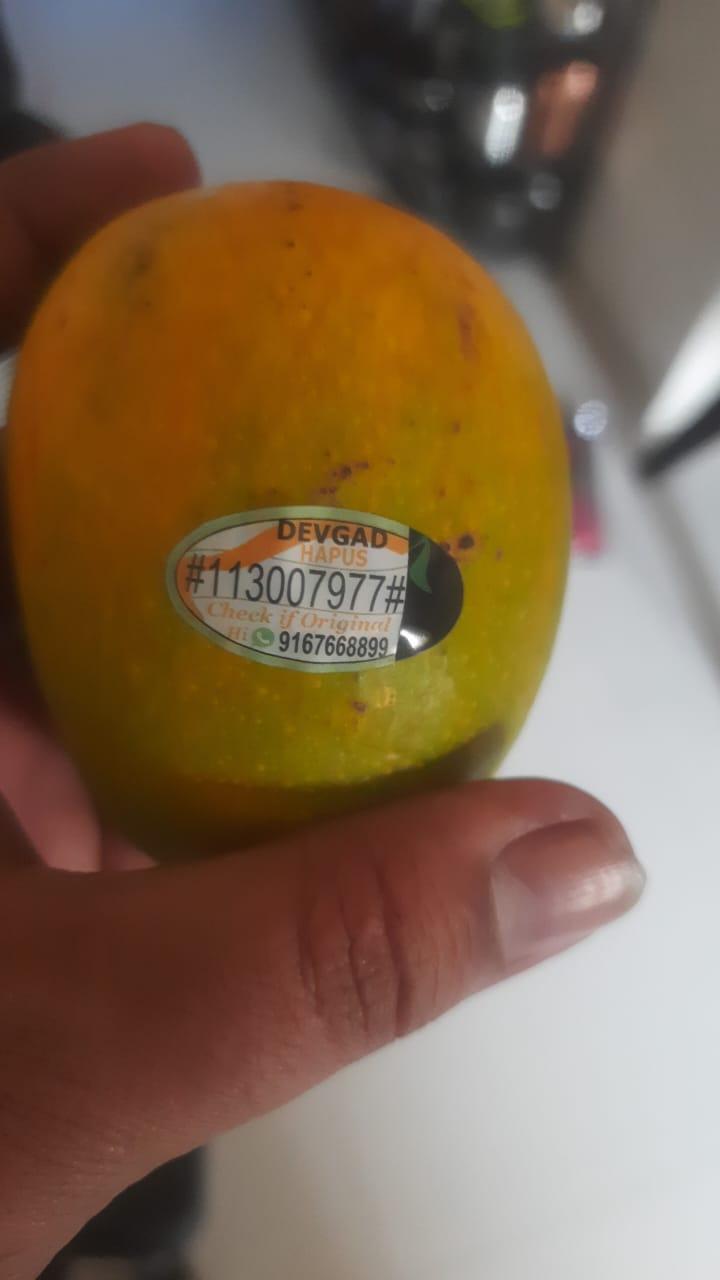 DEVGAD
HAPUS
#113007977#
Check if Original
Hi 9167668899